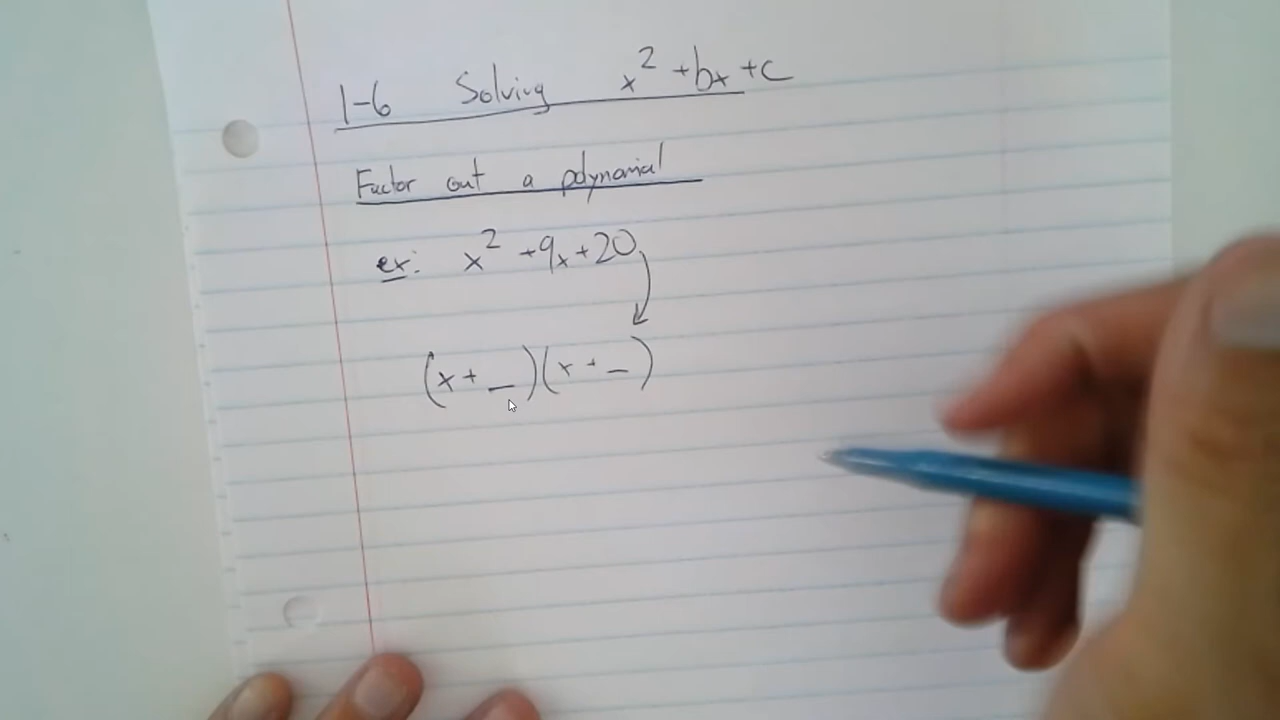 1-6 Solving x² + bx + c
Factor out a polynomial
ex: x² + 9x + 20
(x + _)(x + _)